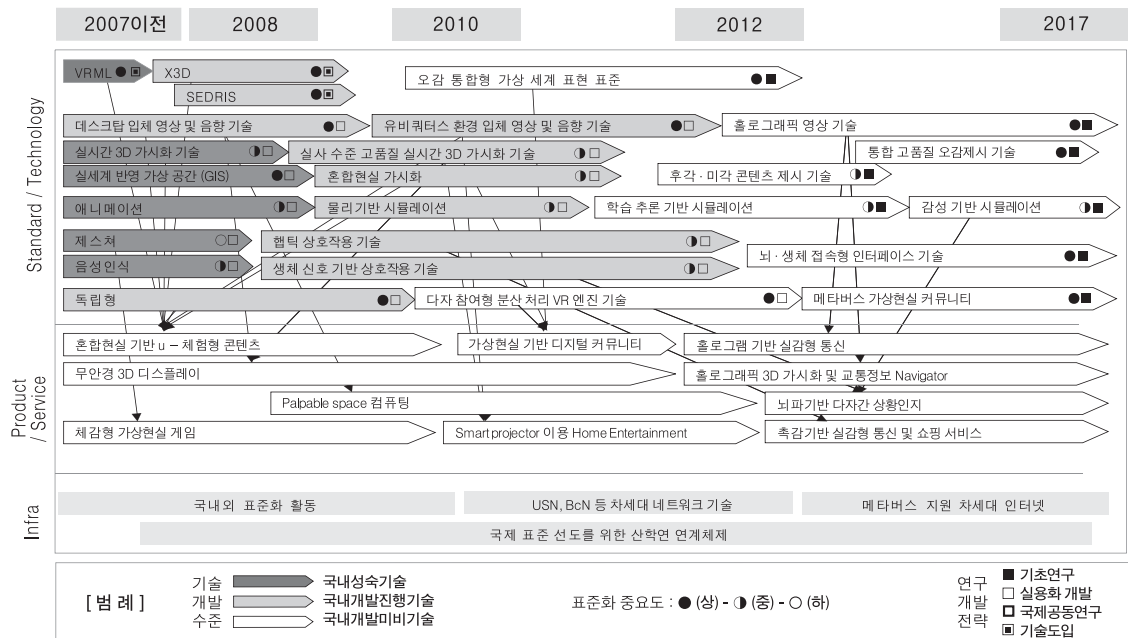 2007이전 2008 2010 2012 2017
Standard / Technology
VRML ●▣ X3D ●▣ 오감 통합형 가상 세계 표현 표준 ●■
SEDRIS ●▣
데스크탑 입체 영상 및 음향 기술 ●□ 유비쿼터스 환경 입체 영상 및 음향 기술 ●□ 홀로그래픽 영상 기술 ●■
실시간 3D 가시화 기술 ◑□ 실사 수준 고품질 실시간 3D 가시화 기술 ◑□ 통합 고품질 오감제시 기술 ●■
실세계 반영 가상 공간 (GIS) ●□ 혼합현실 가시화 ◑□ 후각·미각 콘텐츠 제시 기술 ◑■
애니메이션 ◑□ 물리기반 시뮬레이션 ◑□ 학습 추론 기반 시뮬레이션 ◑■ 감성 기반 시뮬레이션 ◑■
제스쳐 ○□ 햅틱 상호작용 기술 ◑□
뇌·생체 접속형 인터페이스 기술 ●■
음성인식 ◑□ 생체 신호 기반 상호작용 기술 ◑□
독립형 ●□ 다자 참여형 분산 처리 VR 엔진 기술 ●□ 메타버스 가상현실 커뮤니티 ●■
Product / Service
혼합현실 기반 u – 체험형 콘텐츠 가상현실 기반 디지털 커뮤니티 홀로그램 기반 실감형 통신
무안경 3D 디스플레이 홀로그래픽 3D 가시화 및 교통정보 Navigator
Palpable space 컴퓨팅 뇌파기반 다자간 상황인지
체감형 가상현실 게임 Smart projector 이용 Home Entertainment 촉감기반 실감형 통신 및 쇼핑 서비스
Infra
국내외 표준화 활동 USN, BcN 등 차세대 네트워크 기술 메타버스 지원 차세대 인터넷
국제 표준 선도를 위한 산학연 연계체제
[ 범 례 ]
기술 개발 수준
국내성숙기술
국내개발진행기술
국내개발미비기술
표준화 중요도 : ● (상) - ◑ (중) - ○ (하)
연구 개발 전략
■ 기초연구
□ 실용화 개발
□ 국제공동연구
▣ 기술도입